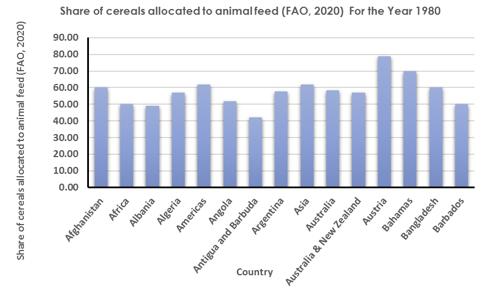 Share of cereals allocated to animal feed (FAO, 2020)  For the Year 1980
Share of cereals allocated to animal feed (FAO, 2020)
90.00
80.00
70.00
60.00
50.00
40.00
30.00
20.00
10.00
0.00
Afghanistan
Africa
Albania
Algeria
Americas
Angola
Antigua and Barbuda
Argentina
Asia
Australia
Australia & New Zealand
Austria
Bahamas
Bangladesh
Barbados
Country